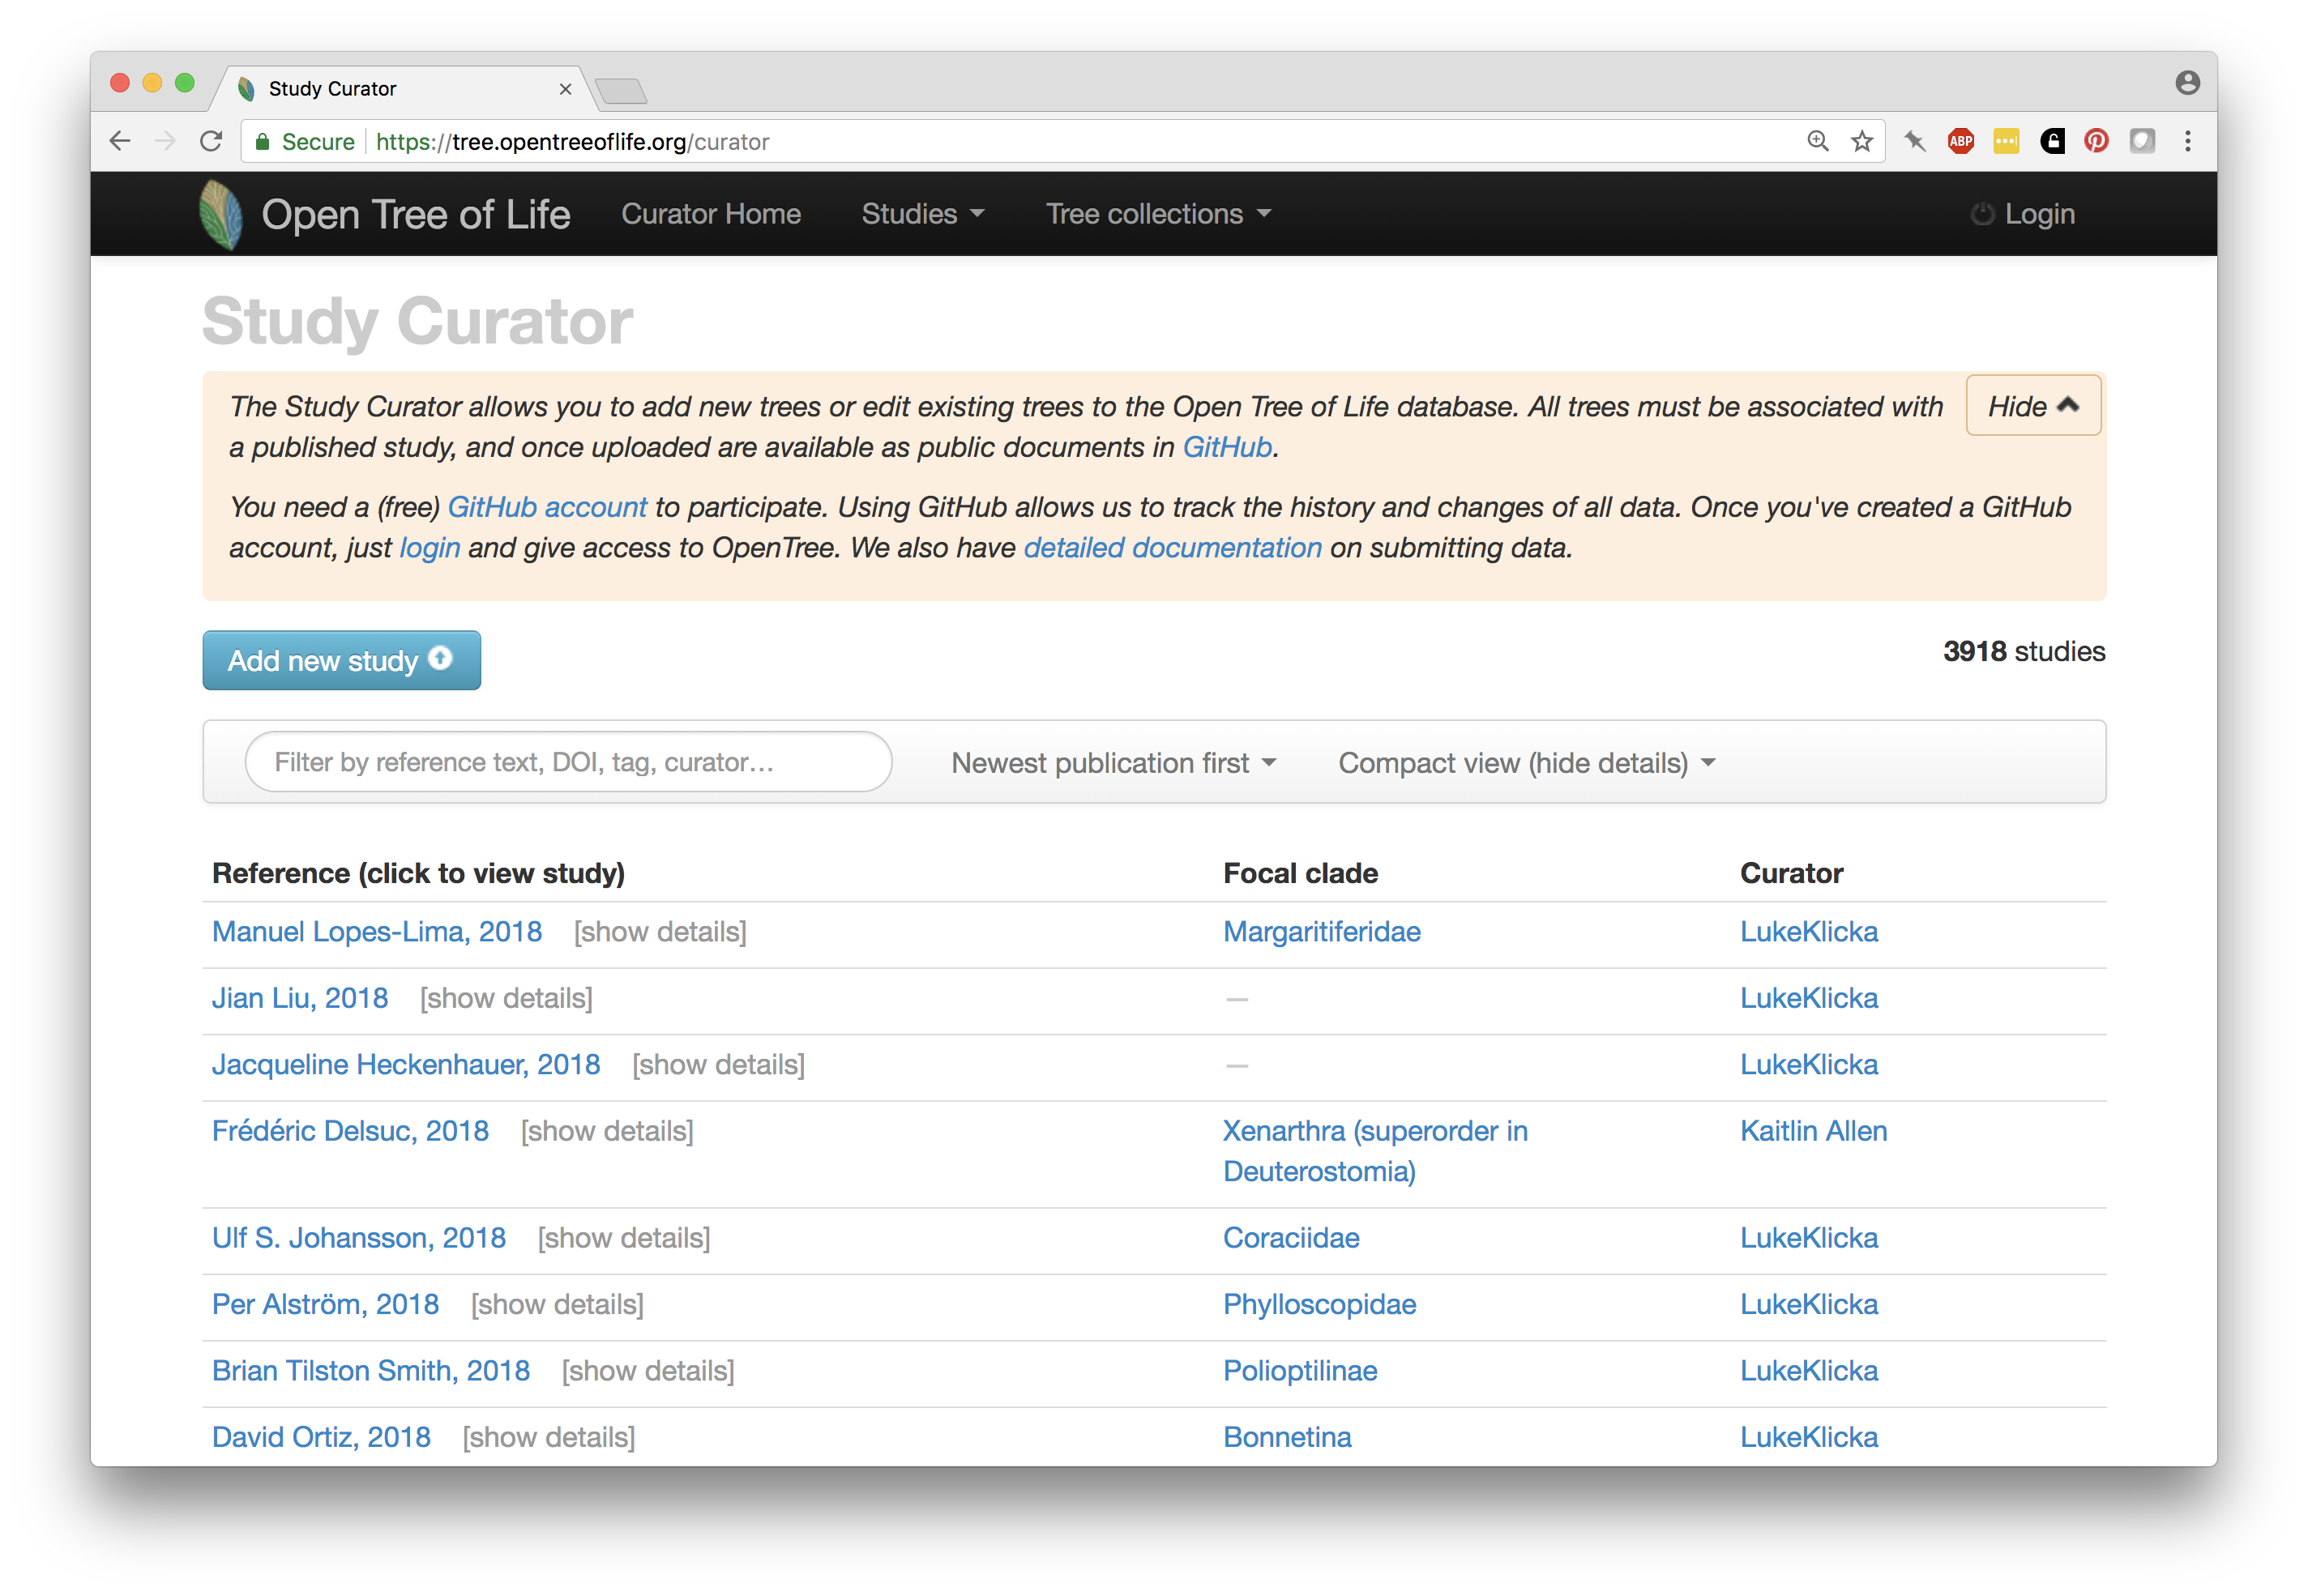 Study Curator
Secure https://tree.opentreeoflife.org/curator
ABP
Open Tree of Life Curator Home Studies Tree collections Login
Study Curator
The Study Curator allows you to add new trees or edit existing trees to the Open Tree of Life database. All trees must be associated with
a published study, and once uploaded are available as public documents in GitHub.
Hide
You need a (free) GitHub account to participate. Using GitHub allows us to track the history and changes of all data. Once you've created a GitHub
account, just login and give access to OpenTree. We also have detailed documentation on submitting data.
Add new study
3918 studies
Filter by reference text, DOI, tag, curator… Newest publication first Compact view (hide details)
Reference (click to view study) Focal clade Curator
Manuel Lopes-Lima, 2018 [show details] Margaritiferidae LukeKlicka
Jian Liu, 2018 [show details] — LukeKlicka
Jacqueline Heckenhauer, 2018 [show details] — LukeKlicka
Frédéric Delsuc, 2018 [show details] Xenarthra (superorder in Kaitlin Allen
Deuterostomia)
Ulf S. Johansson, 2018 [show details] Coraciidae LukeKlicka
Per Alström, 2018 [show details] Phylloscopidae LukeKlicka
Brian Tilston Smith, 2018 [show details] Polioptilinae LukeKlicka
David Ortiz, 2018 [show details] Bonnetina LukeKlicka